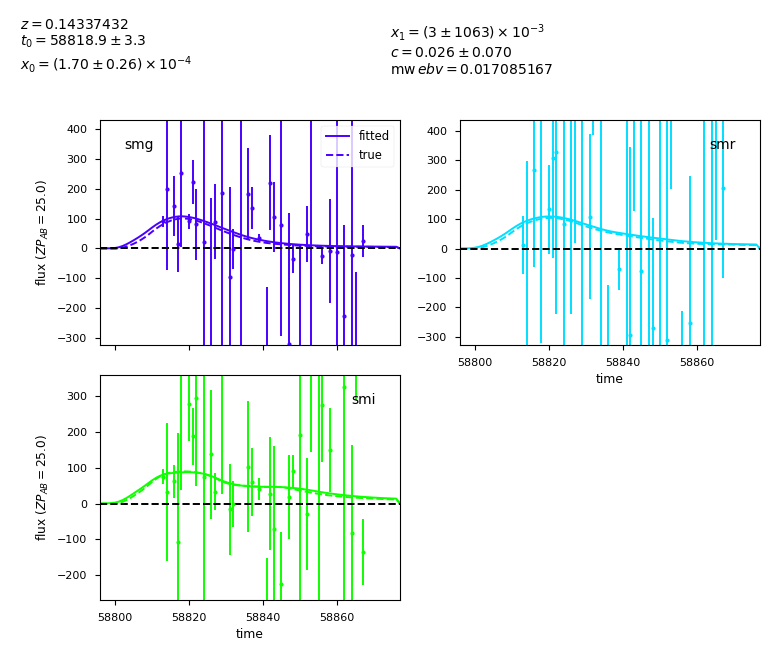 z = 0.14337432
t₀ = 58818.9 ± 3.3
x₀ = (1.70 ± 0.26) × 10⁻⁴
x₁ = (3 ± 1063) × 10⁻³
c = 0.026 ± 0.070
mw ebv = 0.017085167
smg
fitted
true
400
300
200
100
0
−100
−200
−300
flux (ZP_AB = 25.0)
smr
400
300
200
100
0
−100
−200
−300
58800 58820 58840 58860
time
smi
300
200
100
0
−100
−200
flux (ZP_AB = 25.0)
58800 58820 58840 58860
time